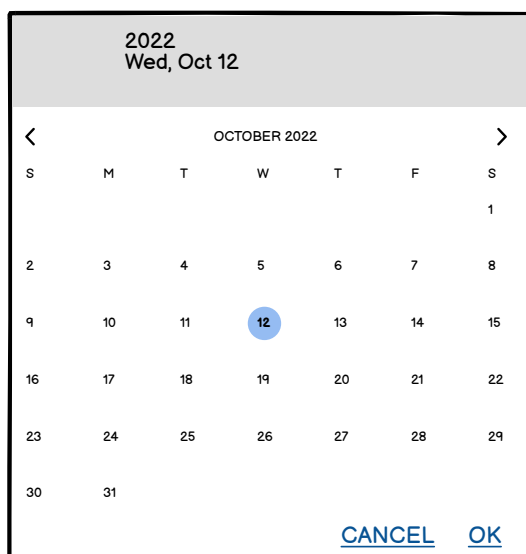 2022
Wed, Oct 12
OCTOBER 2022
S M T W T F S
1
2 3 4 5 6 7 8
9 10 11 12 13 14 15
16 17 18 19 20 21 22
23 24 25 26 27 28 29
30 31
CANCEL OK